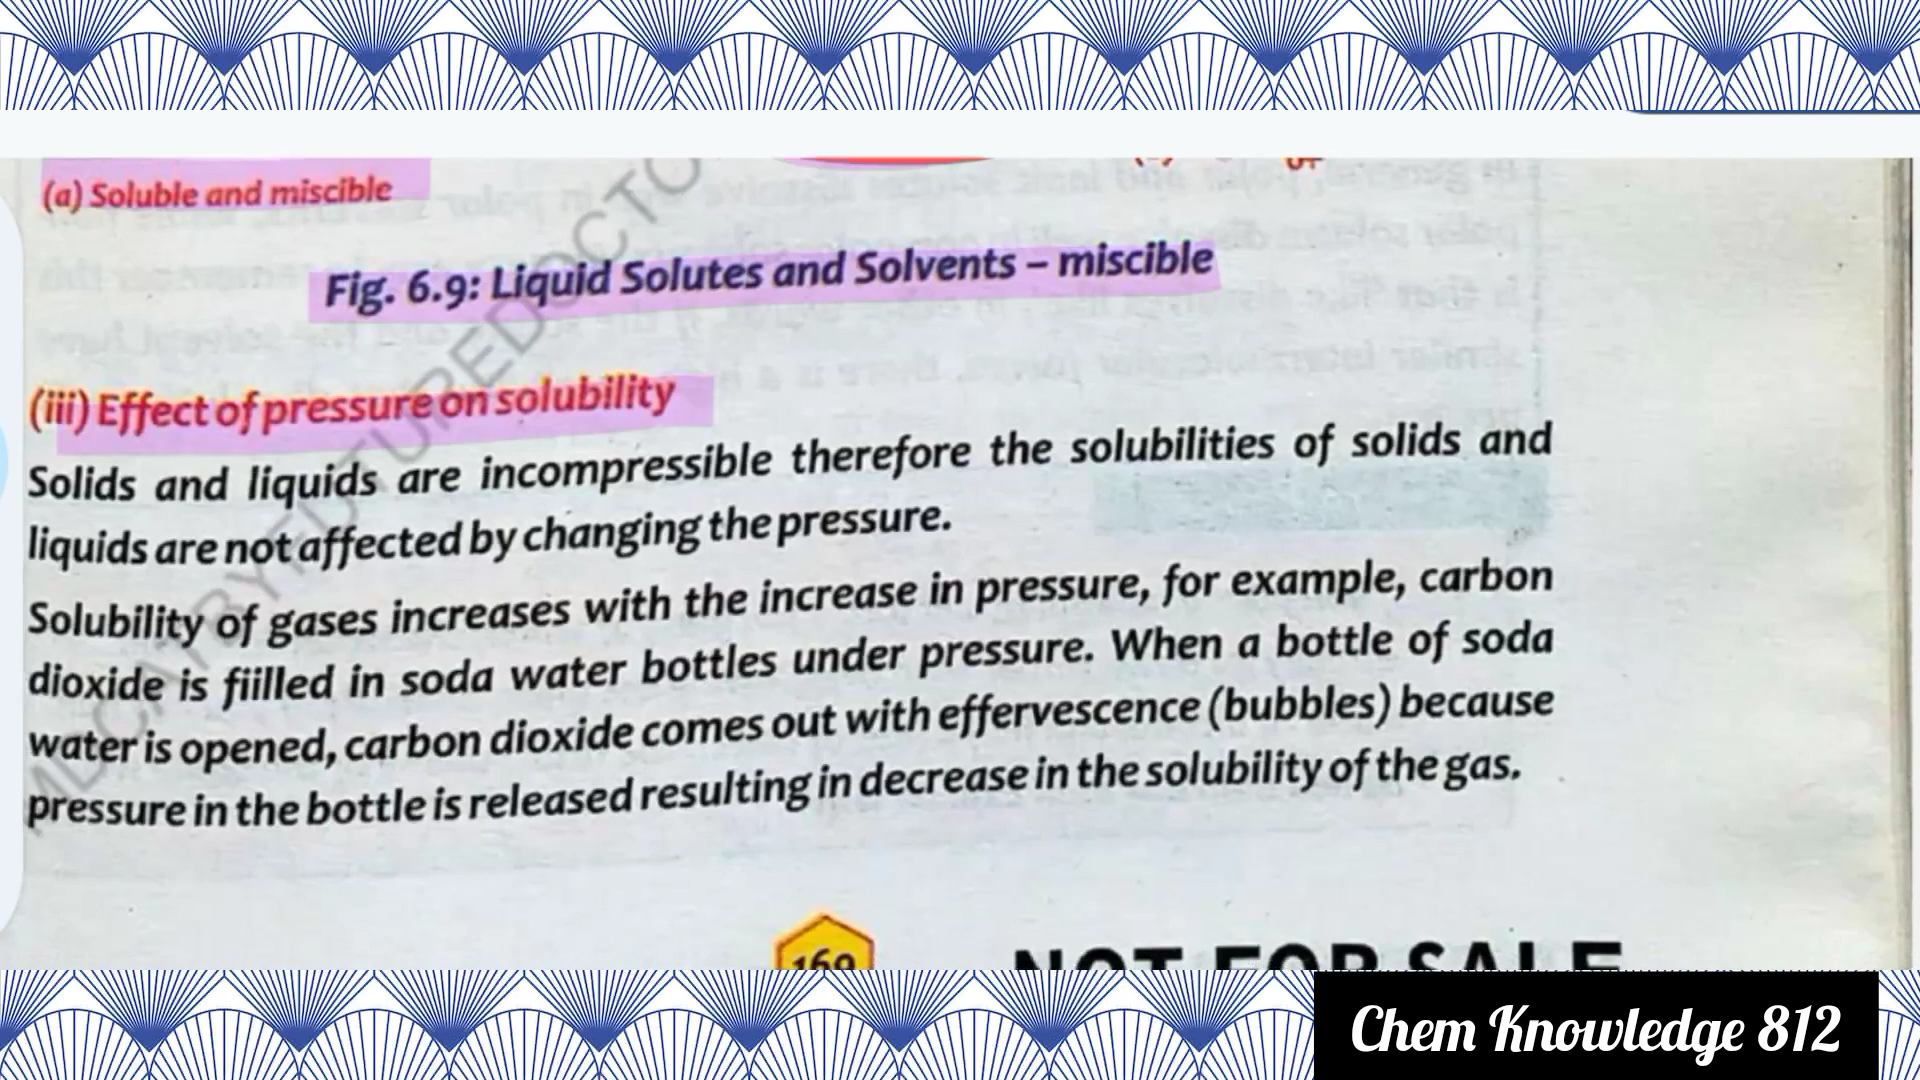 (a) Soluble and miscible
Fig. 6.9: Liquid Solutes and Solvents – miscible
(iii) Effect of pressure on solubility
Solids and liquids are incompressible therefore the solubilities of solids and
liquids are not affected by changing the pressure.
Solubility of gases increases with the increase in pressure, for example, carbon
dioxide is fiilled in soda water bottles under pressure. When a bottle of soda
water is opened, carbon dioxide comes out with effervescence (bubbles) because
pressure in the bottle is released resulting in decrease in the solubility of the gas.
169
NOT FOR SALE
Chem Knowledge 812